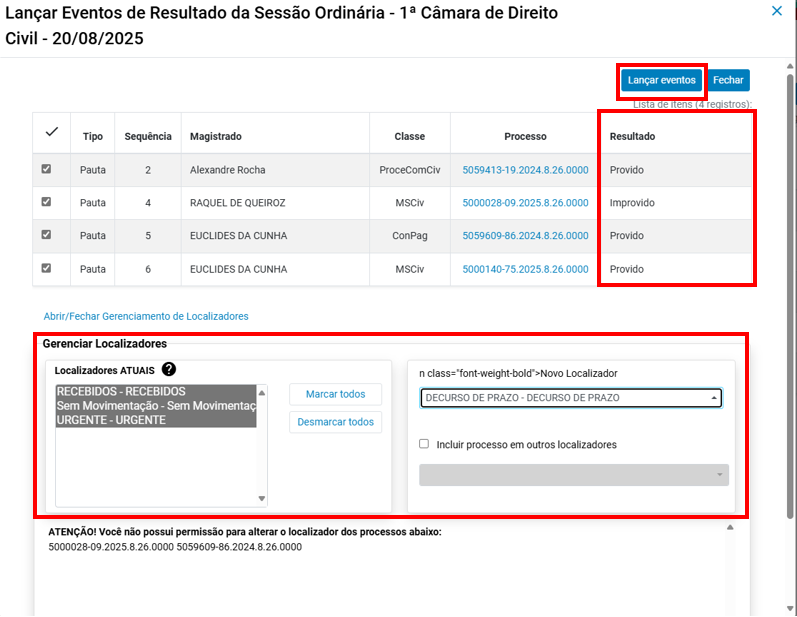 Lançar Eventos de Resultado da Sessão Ordinária - 1ª Câmara de Direito
Civil - 20/08/2025
Lançar eventos Fechar
Lista de itens (4 registros):
Tipo Sequência Magistrado Classe Processo Resultado
Pauta 2 Alexandre Rocha ProceComCiv 5059413-19.2024.8.26.0000 Provido
Pauta 4 RAQUEL DE QUEIROZ MSCiv 5000028-09.2025.8.26.0000 Improvido
Pauta 5 EUCLIDES DA CUNHA ConPag 5059609-86.2024.8.26.0000 Provido
Pauta 6 EUCLIDES DA CUNHA MSCiv 5000140-75.2025.8.26.0000 Provido
Abrir/Fechar Gerenciamento de Localizadores
Gerenciar Localizadores
Localizadores ATUAIS ?
RECEBIDOS - RECEBIDOS
Sem Movimentação - Sem Movimentaç
URGENTE - URGENTE
Marcar todos
Desmarcar todos
n class="font-weight-bold">Novo Localizador
DECURSO DE PRAZO - DECURSO DE PRAZO
Incluir processo em outros localizadores
ATENÇÃO! Você não possui permissão para alterar o localizador dos processos abaixo:
5000028-09.2025.8.26.0000 5059609-86.2024.8.26.0000